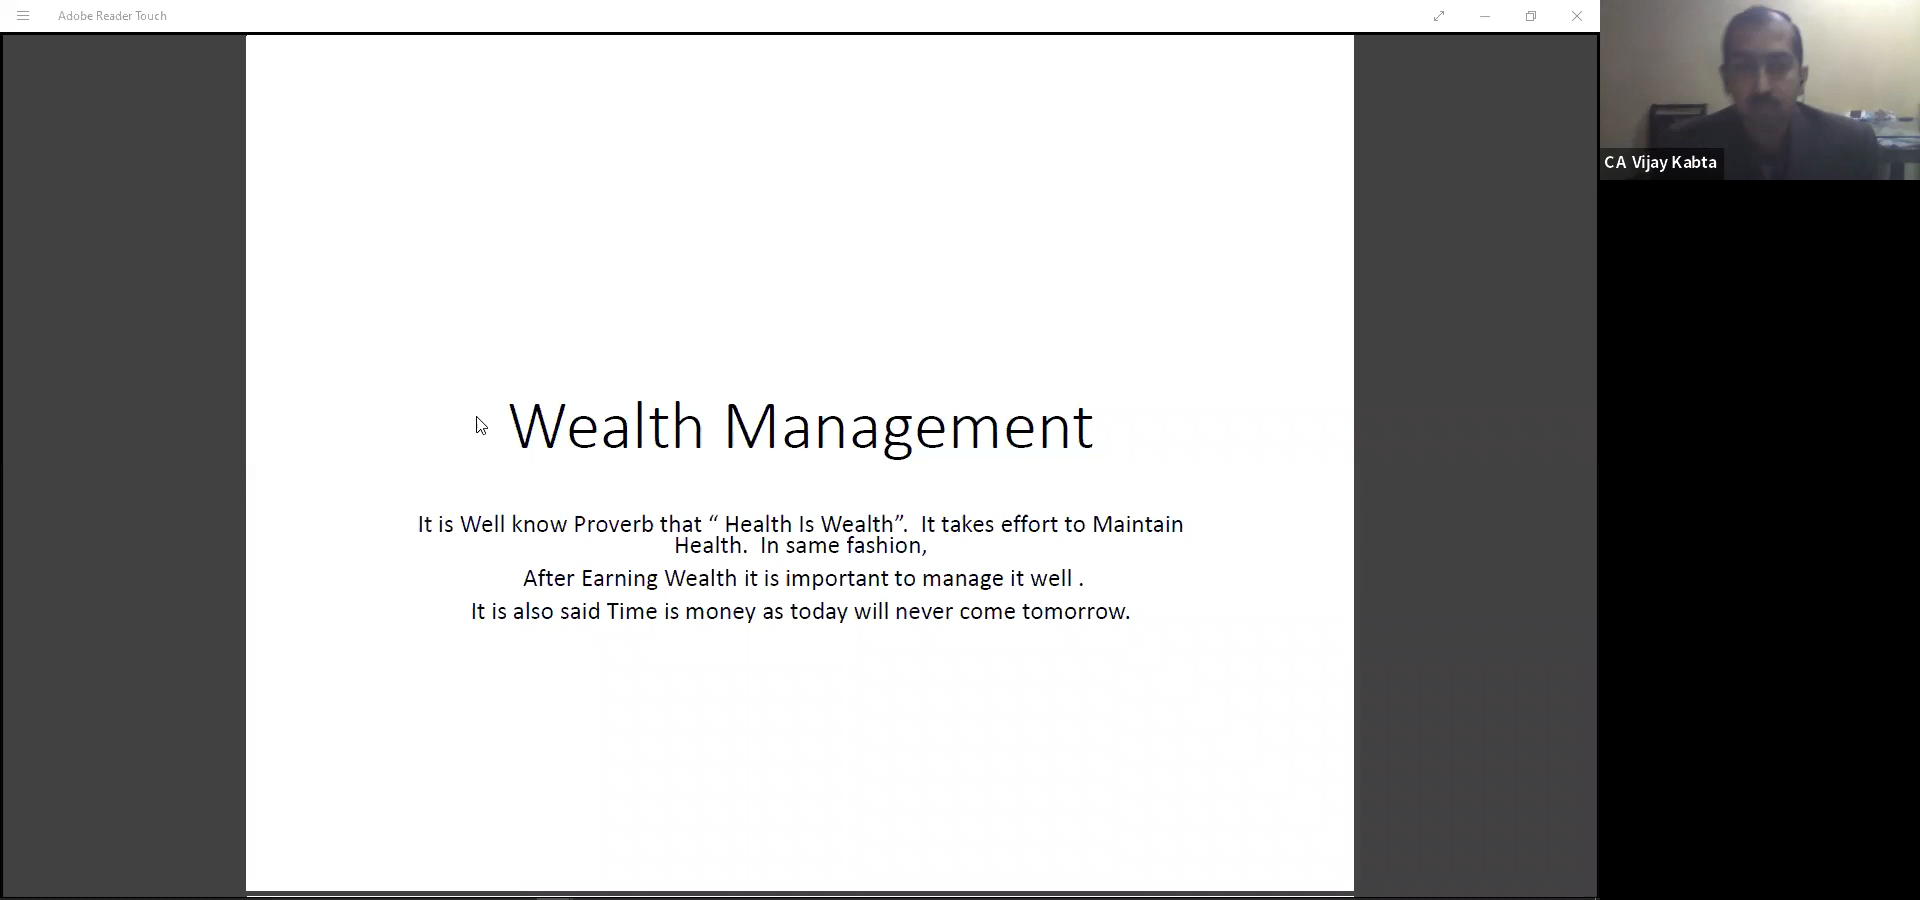 Adobe Reader Touch
CA Vijay Kabta
Wealth Management
It is Well know Proverb that “ Health Is Wealth”.  It takes effort to Maintain
Health.  In same fashion,
After Earning Wealth it is important to manage it well .
It is also said Time is money as today will never come tomorrow.